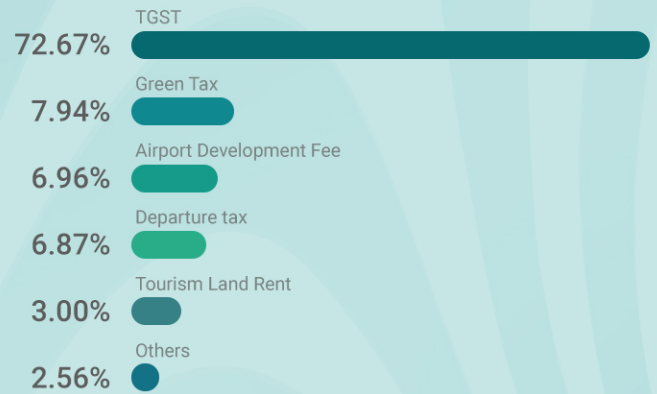 TGST
72.67%
Green Tax
7.94%
Airport Development Fee
6.96%
Departure tax
6.87%
Tourism Land Rent
3.00%
Others
2.56%